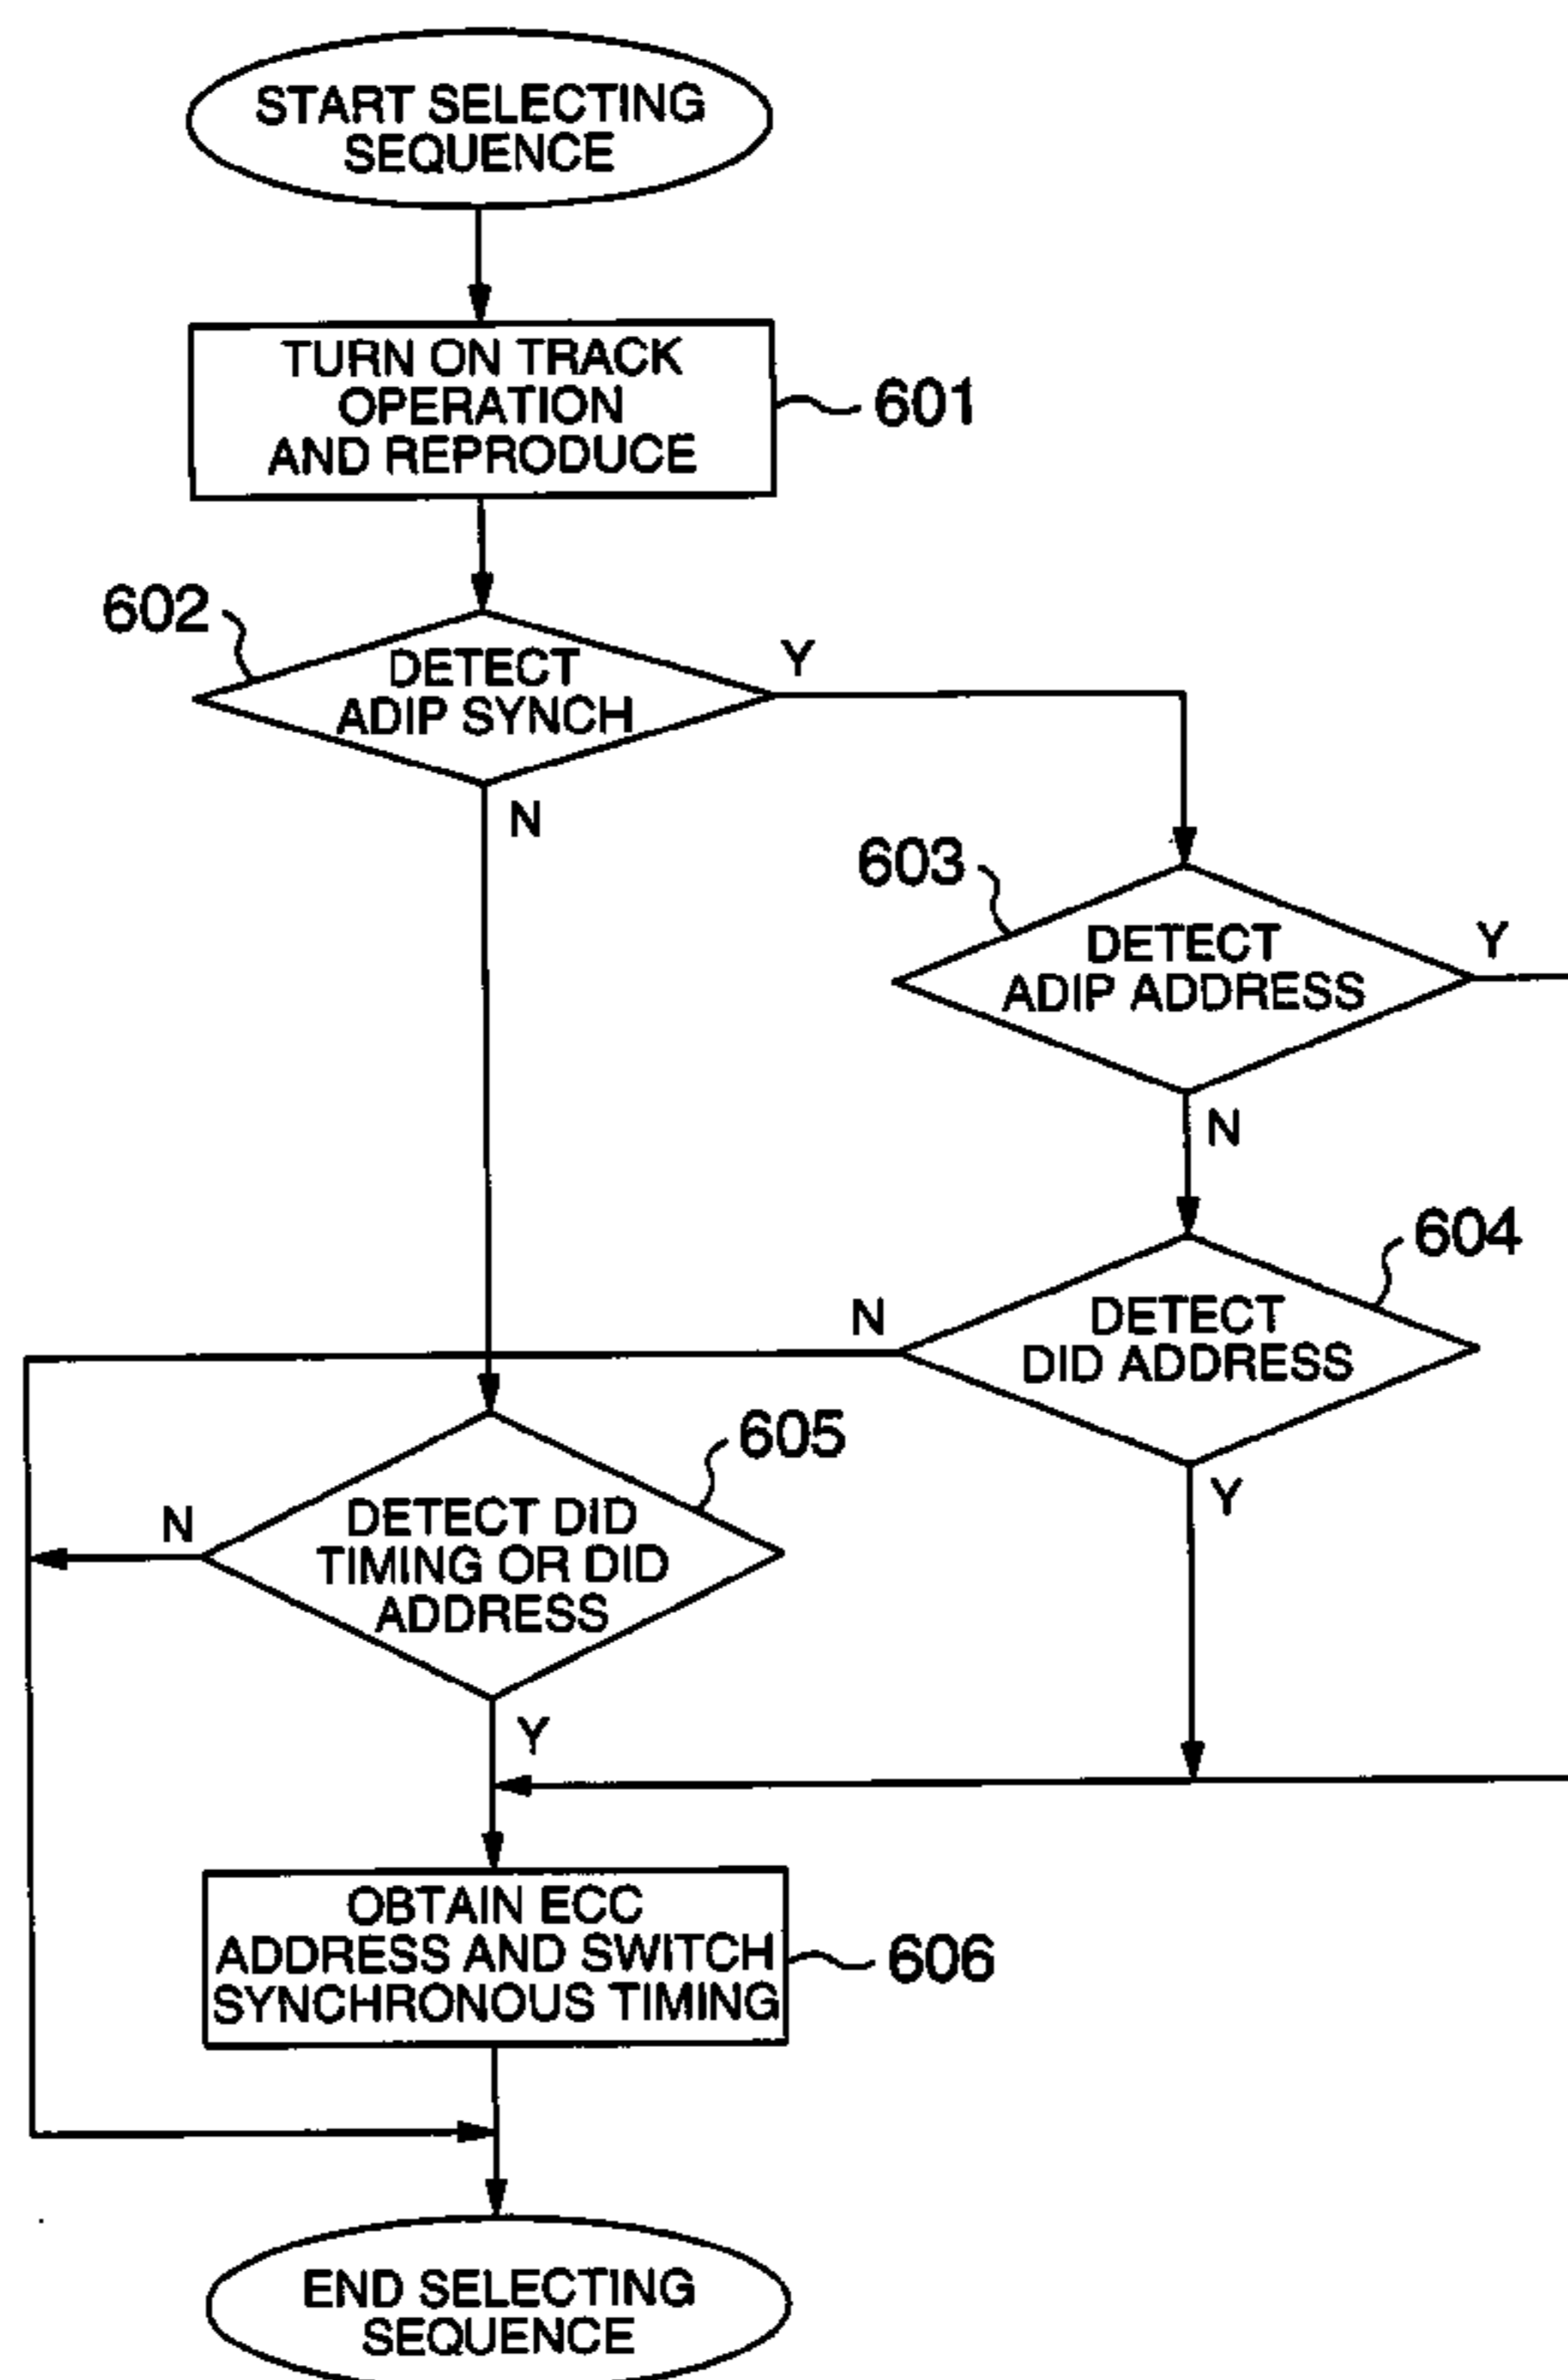 START SELECTING
SEQUENCE
TURN ON TRACK
OPERATION
AND REPRODUCE
601
602
DETECT
ADIP SYNCH
Y
N
603
DETECT
ADIP ADDRESS
Y
N
604
DETECT
DID ADDRESS
N
Y
605
DETECT DID
TIMING OR DID
ADDRESS
N
Y
OBTAIN ECC
ADDRESS AND SWITCH
SYNCHRONOUS TIMING
606
END SELECTING
SEQUENCE